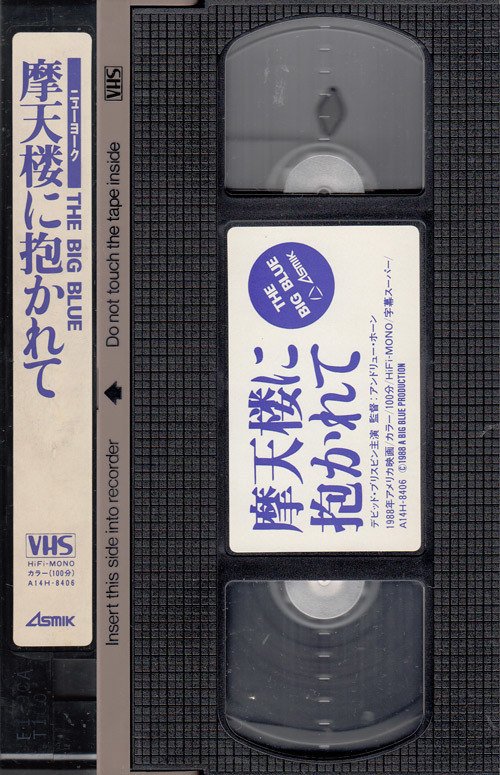 ニューヨーク
摩天楼に抱かれて
THE BIG BLUE
VHS
HiFi-MONO
カラー(100分)
A14H-8406
ASMIK
VHS
Do not touch the tape inside
Insert this side into recorder
THE
BIG BLUE
ASMIK
摩天楼に
抱かれて
デビッド・ブリスビン主演 監督:アンドリュー・ホーン
1988年アメリカ映画/カラー/100分/HiFi-MONO/字幕スーパー/
A14H-8406 ©1988 A BIG BLUE PRODUCTION